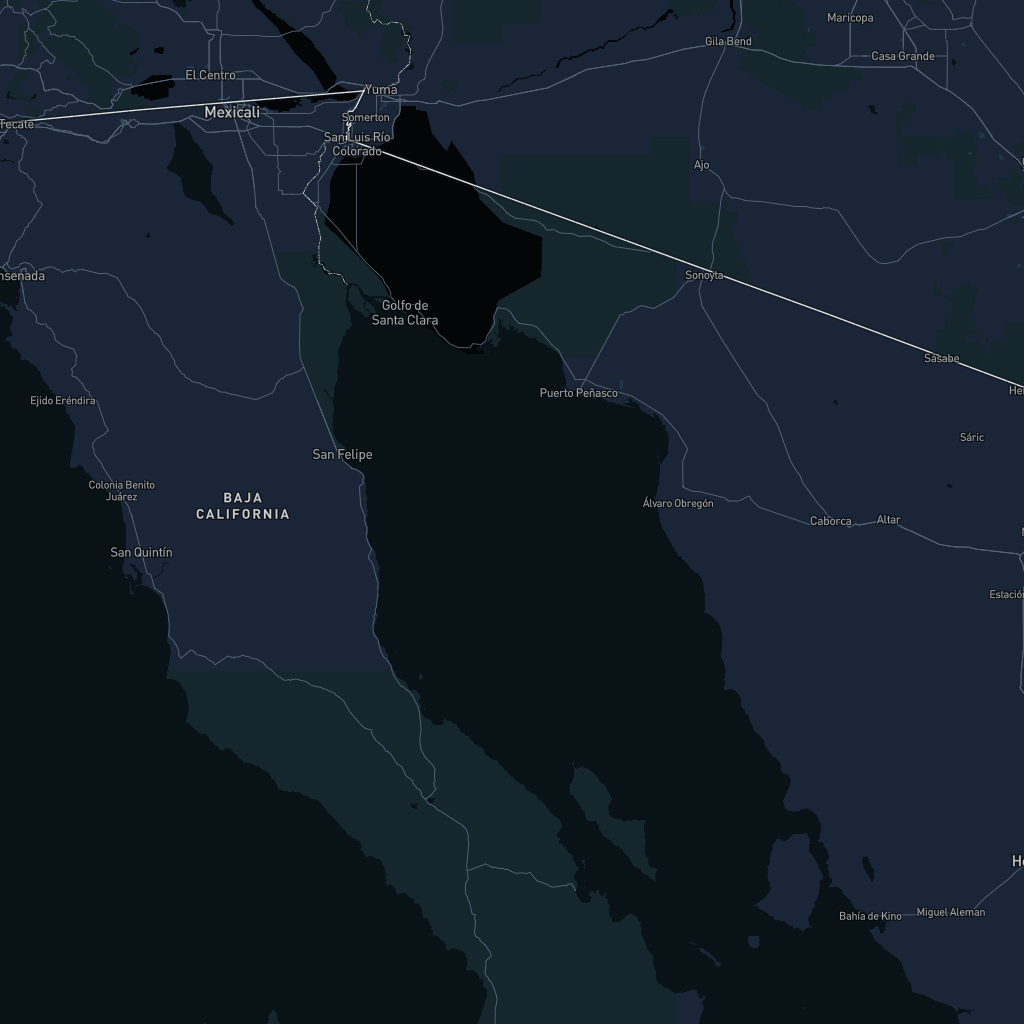 Maricopa
Gila Bend
Casa Grande
El Centro
Yuma
Mexicali
Somerton
Tecate
San Luis Río
Colorado
Ajo
nsenada
Sonoyta
Golfo de
Santa Clara
Sásabe
Puerto Peñasco
He
Ejido Eréndira
Sáric
San Felipe
Colonia Benito
Juárez
BAJA
CALIFORNIA
Álvaro Obregón
Caborca
Altar
San Quintín
Estación
He
Bahía de Kino
Miguel Aleman